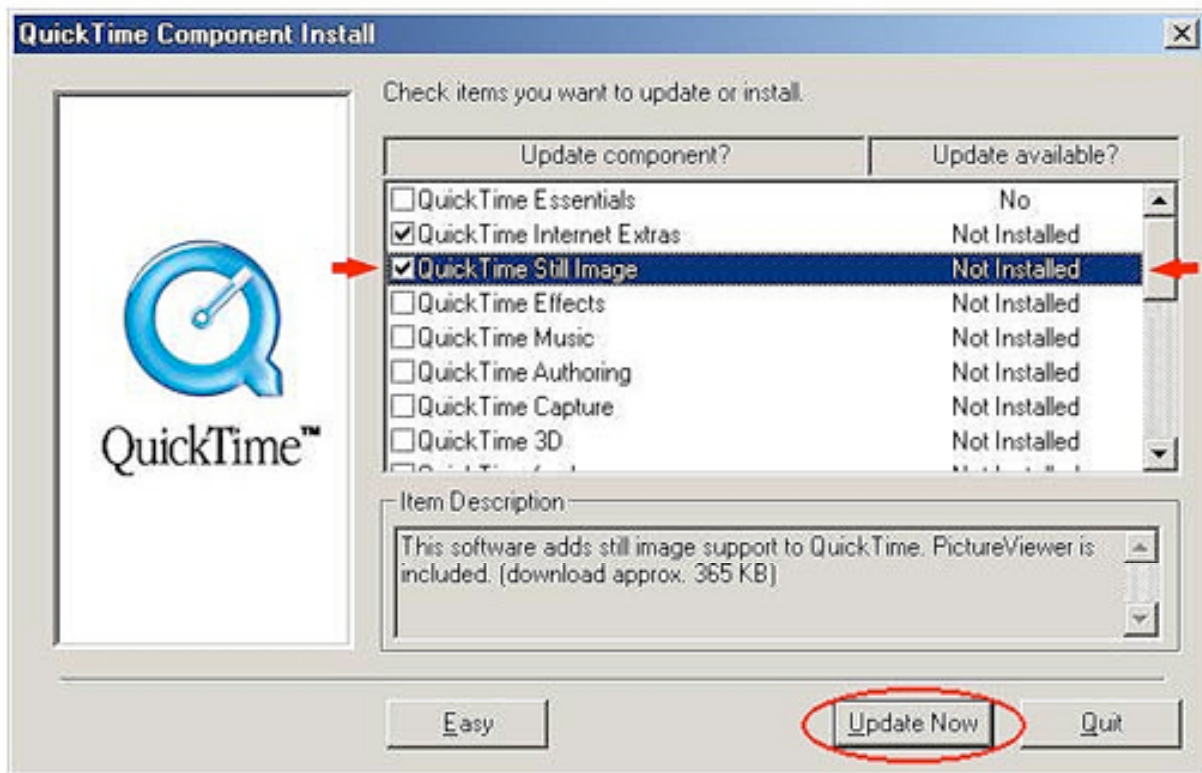 QuickTime Component Install
Check items you want to update or install.
Update component? Update available?
QuickTime Essentials No
QuickTime Internet Extras Not Installed
QuickTime Still Image Not Installed
QuickTime Effects Not Installed
QuickTime Music Not Installed
QuickTime Authoring Not Installed
QuickTime Capture Not Installed
QuickTime 3D Not Installed
QuickTime™
Item Description
This software adds still image support to QuickTime. PictureViewer is
included. (download approx. 365 KB)
Easy Update Now Quit